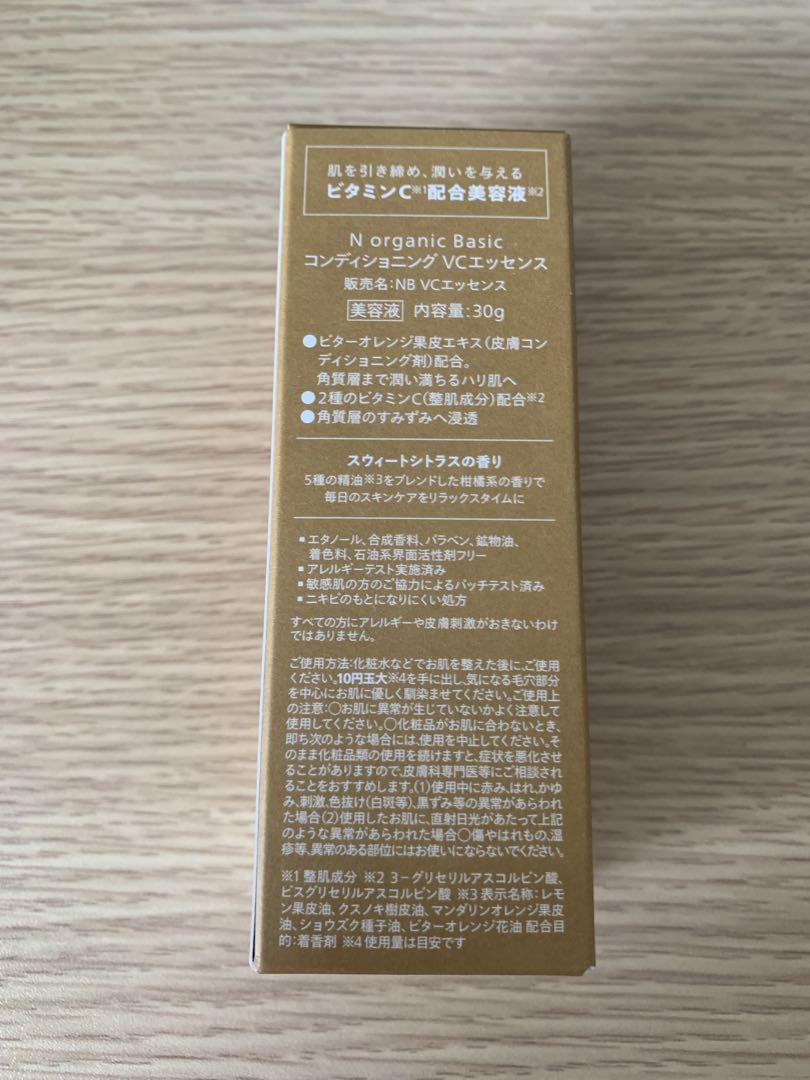 肌を引き締め、潤いを与える
ビタミンC※1配合美容液※2
N organic Basic
コンディショニング VCエッセンス
販売名:NB VCエッセンス
美容液 内容量:30g
●ビターオレンジ果皮エキス(皮膚コン
ディショニング剤)配合。
角質層まで潤い満ちるハリ肌へ
●2種のビタミンC(整肌成分)配合※2
●角質層のすみずみへ浸透
スウィートシトラスの香り
5種の精油※3をブレンドした柑橘系の香りで
毎日のスキンケアをリラックスタイムに
▪エタノール、合成香料、パラベン、鉱物油、
着色料、石油系界面活性剤フリー
▪アレルギーテスト実施済み
▪敏感肌の方のご協力によるパッチテスト済み
▪ニキビのもとになりにくい処方
すべての方にアレルギーや皮膚刺激がおきないわけ
ではありません。
ご使用方法:化粧水などでお肌を整えた後に、ご使用
ください。10円玉大※4を手に出し、気になる毛穴部分
を中心にお肌に優しく馴染ませてください。ご使用上
の注意:○お肌に異常が生じていないかよく注意して
使用してください。○化粧品がお肌に合わないとき、
即ち次のような場合には、使用を中止してください。そ
のまま化粧品類の使用を続けますと、症状を悪化させ
ることがありますので、皮膚科専門医等にご相談され
ることをおすすめします。(1)使用中に赤み、はれ、かゆ
み、刺激、色抜け(白斑等)、黒ずみ等の異常があらわれ
た場合(2)使用したお肌に、直射日光があたって上記
のような異常があらわれた場合○傷やはれもの、湿
疹等、異常のある部位にはお使いにならないでください。
※1 整肌成分 ※2 3-グリセリルアスコルビン酸、
ビスグリセリルアスコルビン酸 ※3 表示名称:レモ
ン果皮油、クスノキ樹皮油、マンダリンオレンジ果皮
油、ショウズク種子油、ビターオレンジ花油 配合目
的:着香剤 ※4 使用量は目安です